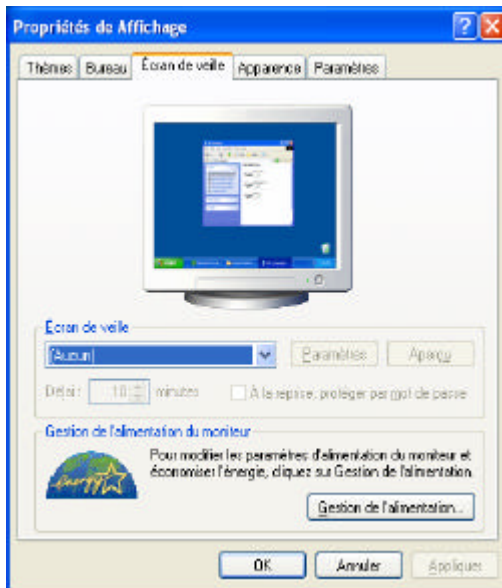 Propriétés de Affichage
Thèmes Bureau Écran de veille Apparence Paramètres
Écran de veille
(Aucun) Paramètres Aperçu
Délai : 10 minutes À la reprise, protéger par mot de passe
Gestion de l'alimentation du moniteur
Pour modifier les paramètres d'alimentation du moniteur et
économiser l'énergie, cliquez sur Gestion de l'alimentation.
energy
Gestion de l'alimentation...
OK Annuler Appliquer